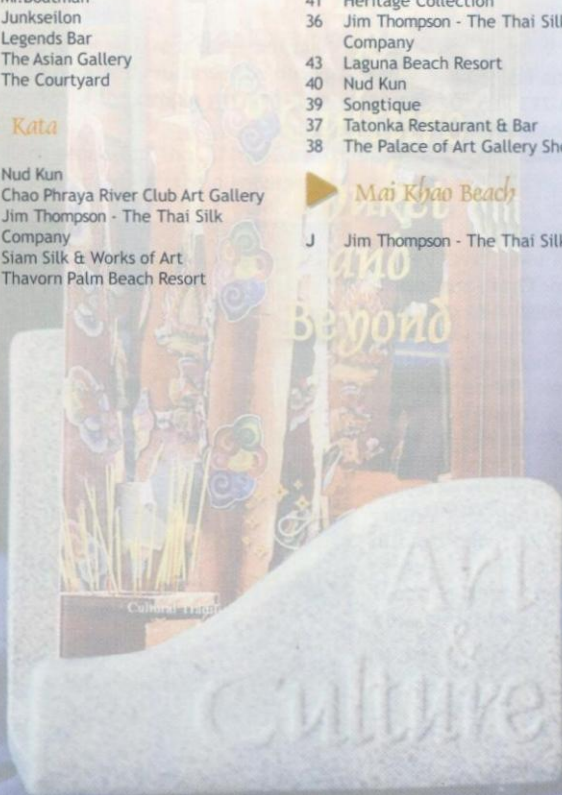 Junkseilon
Legends Bar
The Asian Gallery
The Courtyard
Kata
Nud Kun
Chao Phraya River Club Art Gallery
Jim Thompson - The Thai Silk
Company
Siam Silk & Works of Art
Thavorn Palm Beach Resort
41 Heritage Collection
36 Jim Thompson - The Thai Silk
Company
43 Laguna Beach Resort
40 Nud Kun
39 Songtique
37 Tatonka Restaurant & Bar
38 The Palace of Art Gallery
Mai Khao Beach
J Jim Thompson - The Thai Silk
and
Beyond
Cultural
Art
&
Culture